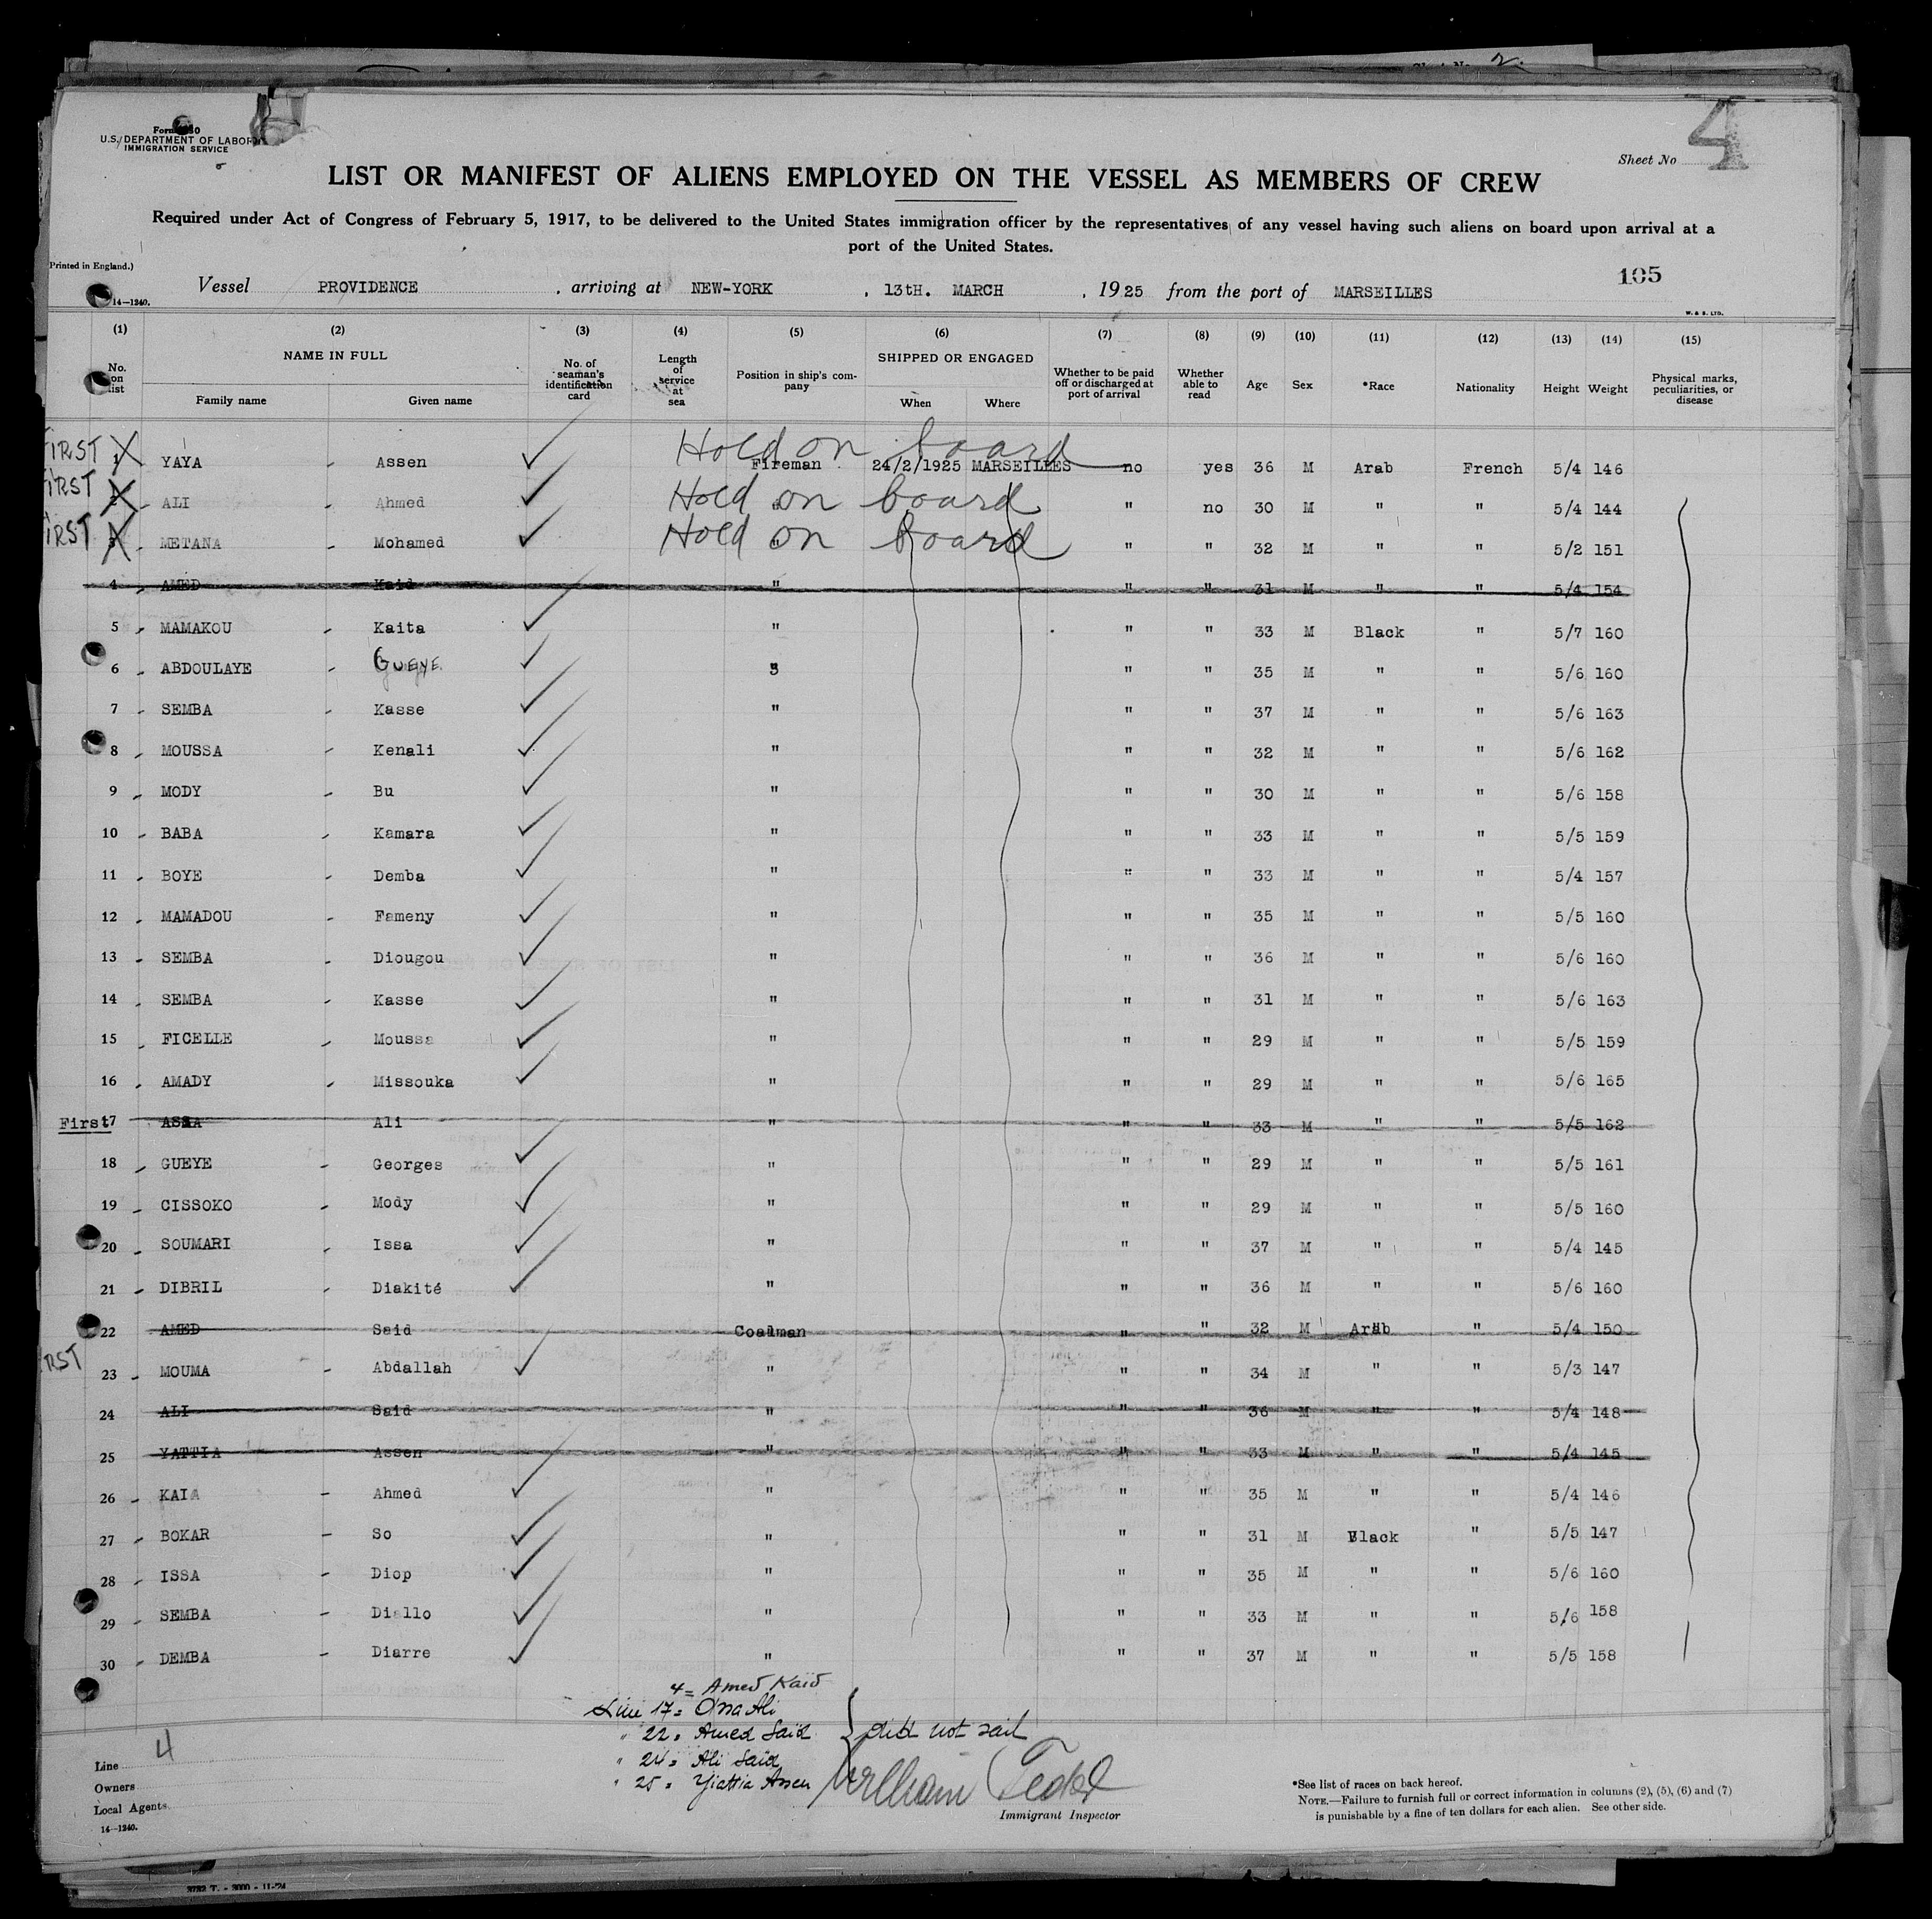 4
Form 680
U.S. DEPARTMENT OF LABOR
IMMIGRATION SERVICE
Sheet No 4
LIST OR MANIFEST OF ALIENS EMPLOYED ON THE VESSEL AS MEMBERS OF CREW
Required under Act of Congress of February 5, 1917, to be delivered to the United States immigration officer by the representatives of any vessel having such aliens on board upon arrival at a
port of the United States.
Printed in England.)
105
14—1240.
Vessel PROVIDENCE , arriving at NEW-YORK , 13tH. MARCH , 1925 from the port of MARSEILLES
W. & S. LTD.
(1) (2) (3) (4) (5) (6) (7) (8) (9) (10) (11) (12) (13) (14) (15)
No. on list NAME IN FULL Family name Given name No. of seaman's identification card Length of service at sea Position in ship's company SHIPPED OR ENGAGED When Where Whether to be paid off or discharged at port of arrival Whether able to read Age Sex *Race Nationality Height Weight Physical marks, peculiarities, or disease
FIRST X 1 YAYA - Assen Hold on board Fireman 24/2/1925 MARSEILLES no yes 36 M Arab French 5/4 146
FIRST X 2 ALI - Ahmed Hold on board " " no 30 M " " 5/4 144
FIRST X 3 METANA - Mohamed Hold on board " " " 32 M " " 5/2 151
4 AMED Kaid " " " 31 M " " 5/4 154
5 MAMAKOU - Kaita " " " 33 M Black " 5/7 160
6 ABDOULAYE - GUEYE " " " 35 M " " 5/6 160
7 SEMBA - Kasse " " " 37 M " " 5/6 163
8 MOUSSA - Kenali " " " 32 M " " 5/6 162
9 MODY - Bu " " " 30 M " " 5/6 158
10 BABA - Kamara " " " 33 M " " 5/5 159
11 BOYE - Demba " " " 33 M " " 5/4 157
12 MAMADOU - Fameny " " " 35 M " " 5/5 160
13 SEMBA - Diougou " " " 36 M " " 5/6 160
14 SEMBA - Kasse " " " 31 M " " 5/6 163
15 FICELLE - Moussa " " " 29 M " " 5/5 159
16 AMADY - Missouka " " " 29 M " " 5/6 165
First 17 ASSA Ali " " " 33 M " " 5/5 162
18 GUEYE - Georges " " " 29 M " " 5/5 161
19 CISSOKO - Mody " " " 29 M " " 5/5 160
20 SOUMARI - Issa " " " 37 M " " 5/4 145
21 DIBRIL - Diakité " " " 36 M " " 5/6 160
22 AMED Said Coalman " " 32 M Arab " 5/4 150
RST 23 MOUMA - Abdallah " " " 34 M " " 5/3 147
24 ALI Said " " " 36 M " " 5/4 148
25 YATTIA Assen " " " 33 M " " 5/4 145
26 KAIA - Ahmed " " " 35 M " " 5/4 146
27 BOKAR - So " " " 31 M Black " 5/5 147
28 ISSA - Diop " " " 35 M " " 5/6 160
29 SEMBA - Diallo " " " 33 M " " 5/6 158
30 DEMBA - Diarre " " " 37 M " " 5/5 158
4 = Amed Kaid
Line 17 = Assa Ali
" 22 = Amed Said } did not sail
" 24 = Ali Said
" 25 = Yiattia Assen
William
Immigrant Inspector
Line 4
Owners
Local Agents
14—1240.
*See list of races on back hereof.
NOTE.—Failure to furnish full or correct information in columns (2), (5), (6) and (7)
is punishable by a fine of ten dollars for each alien. See other side.
3732 T. - 3000 - 11-24